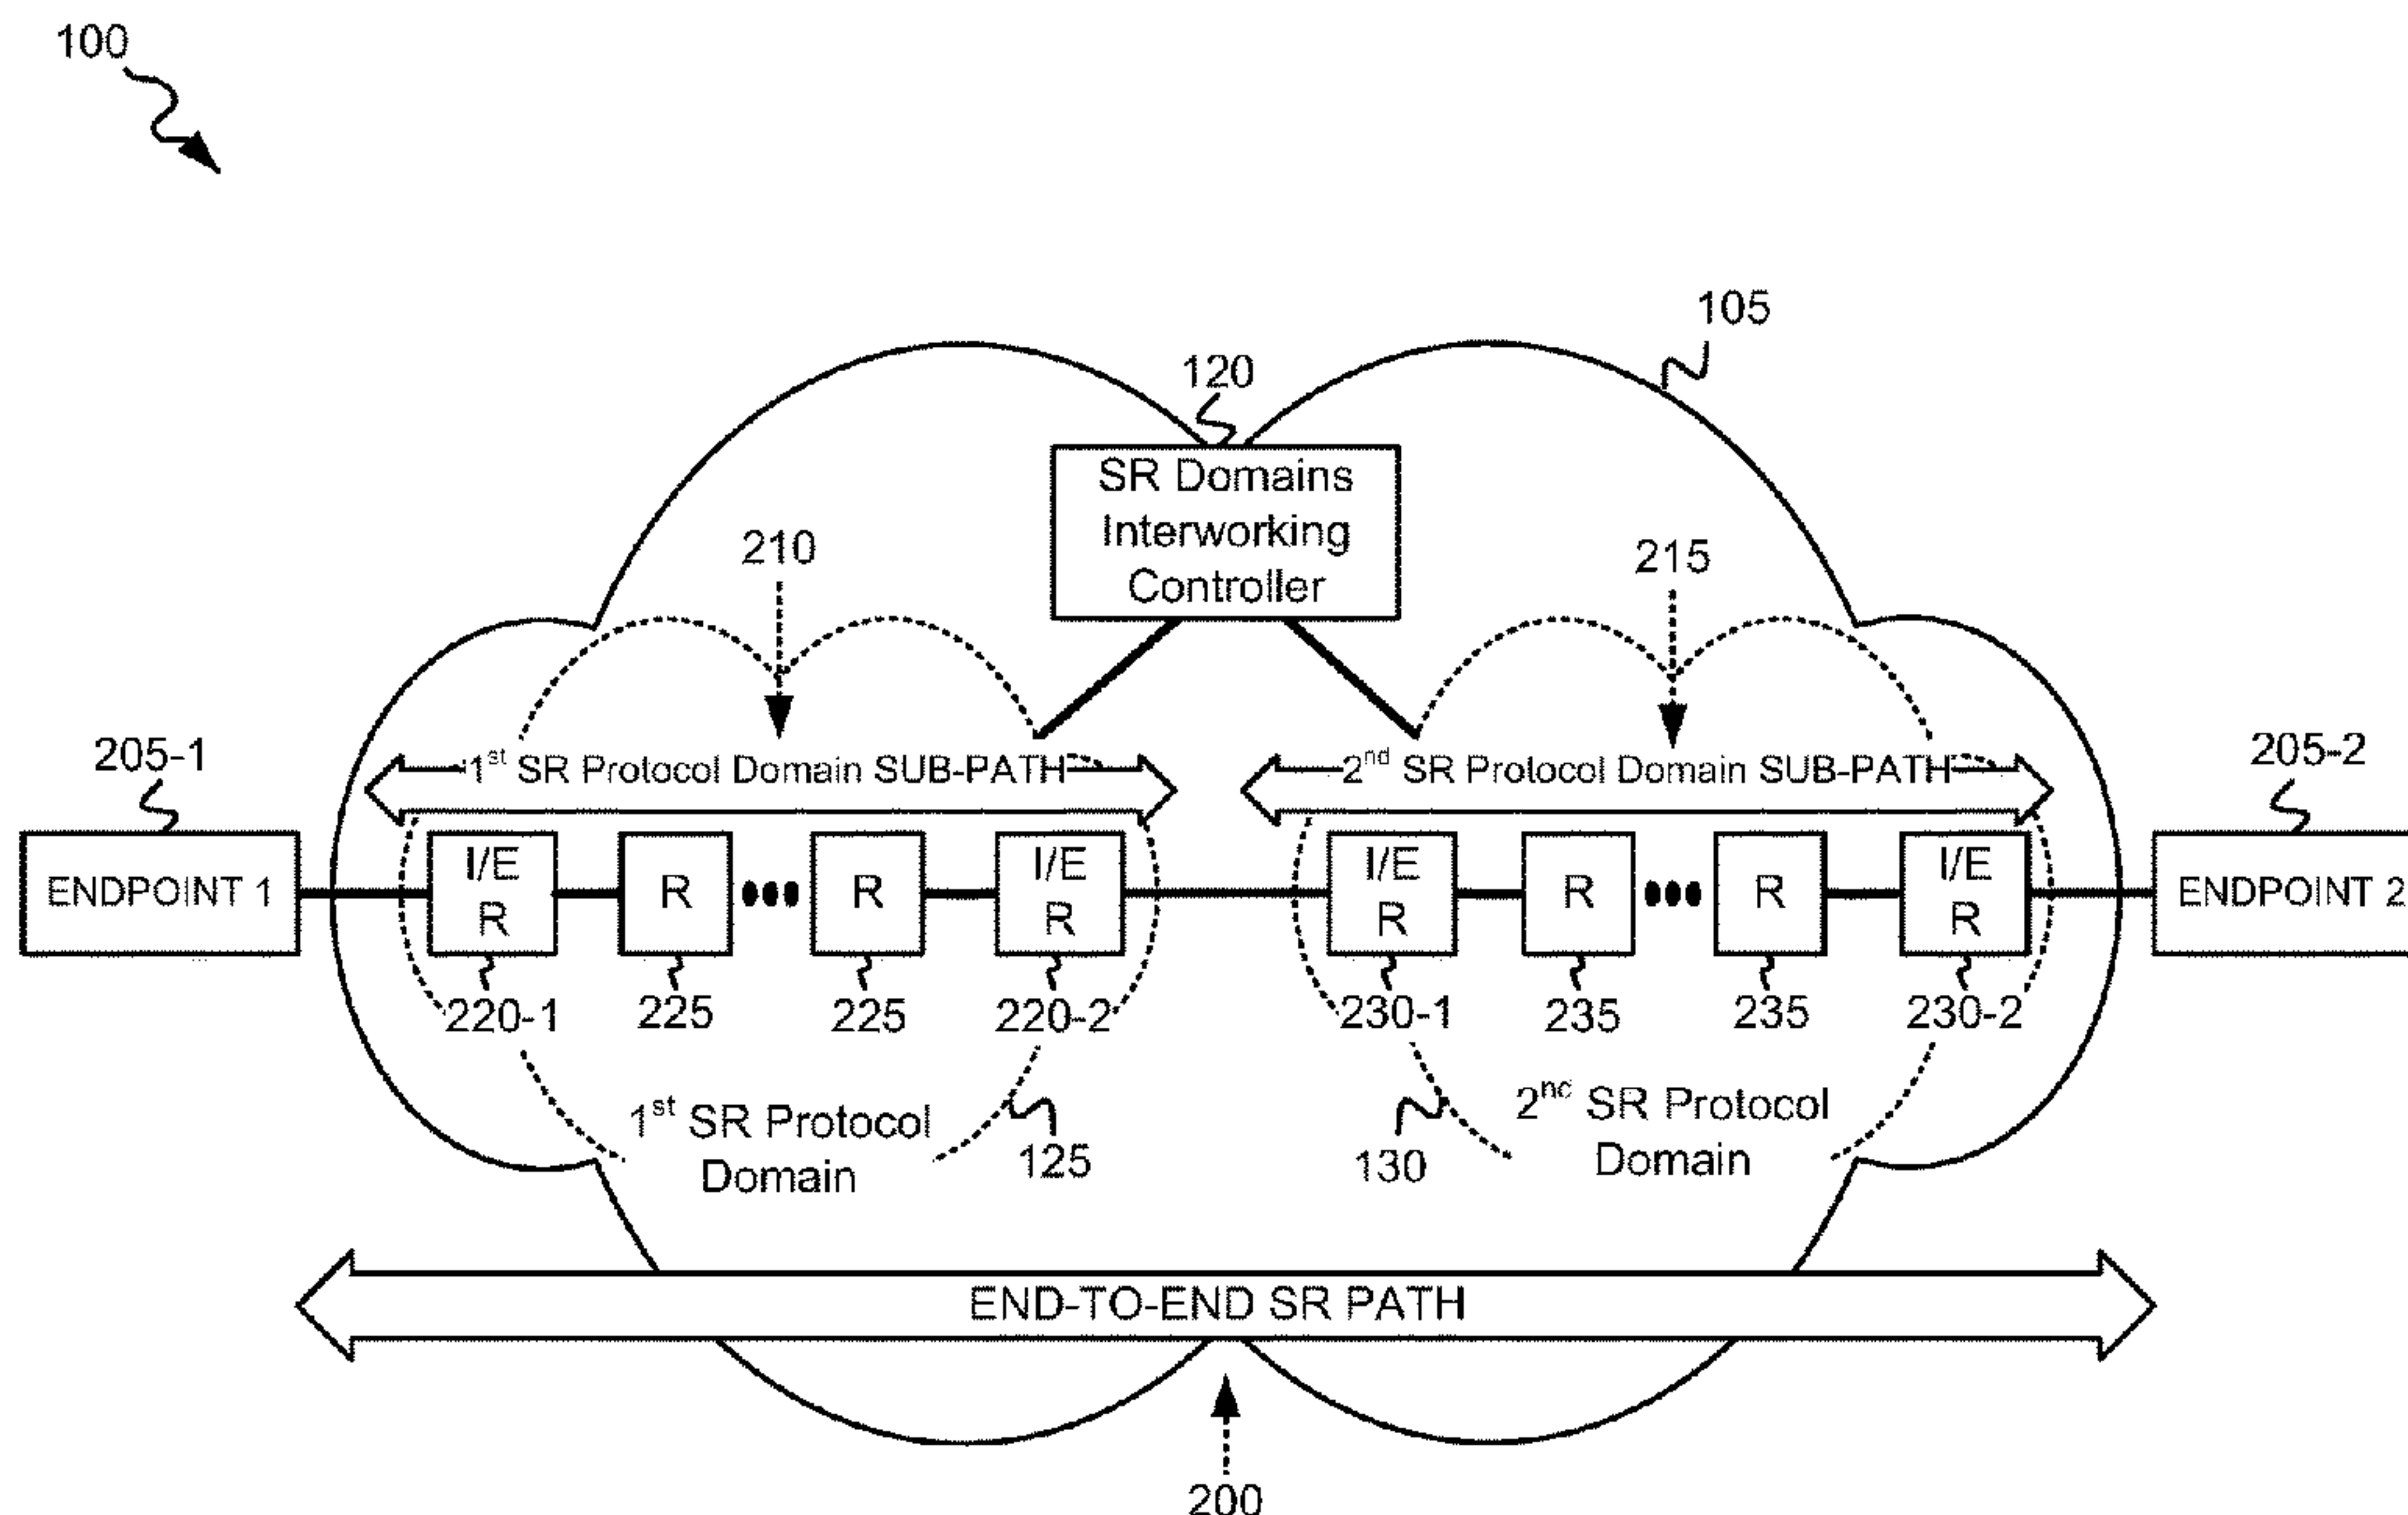 100
105
120
SR Domains
Interworking
Controller
210
215
205-1
1st SR Protocol Domain SUB-PATH
2nd SR Protocol Domain SUB-PATH
205-2
ENDPOINT 1
I/E
R
R
R
I/E
R
I/E
R
R
R
I/E
R
ENDPOINT 2
220-1
225
225
220-2
230-1
235
235
230-2
1st SR Protocol
Domain
125
130
2nd SR Protocol
Domain
END-TO-END SR PATH
200